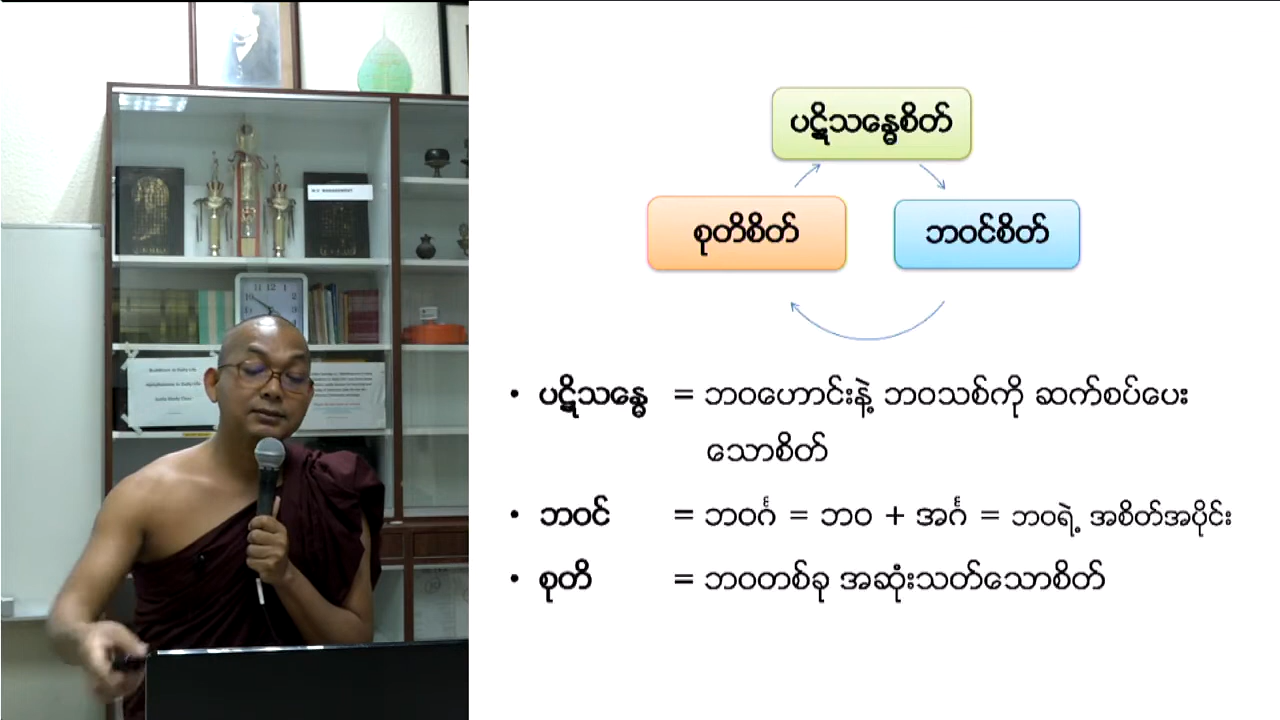 ပဋိသန္ဓေစိတ်
စုတိစိတ်
ဘဝင်စိတ်
• ပဋိသန္ဓေ = ဘဝဟောင်းနဲ့ ဘဝသစ်ကို ဆက်စပ်ပေး
သောစိတ်
• ဘဝင် = ဘဝင်္ဂ = ဘဝ + အင်္ဂ = ဘဝရဲ့ အစိတ်အပိုင်း
• စုတိ = ဘဝတစ်ခု အဆုံးသတ်သောစိတ်